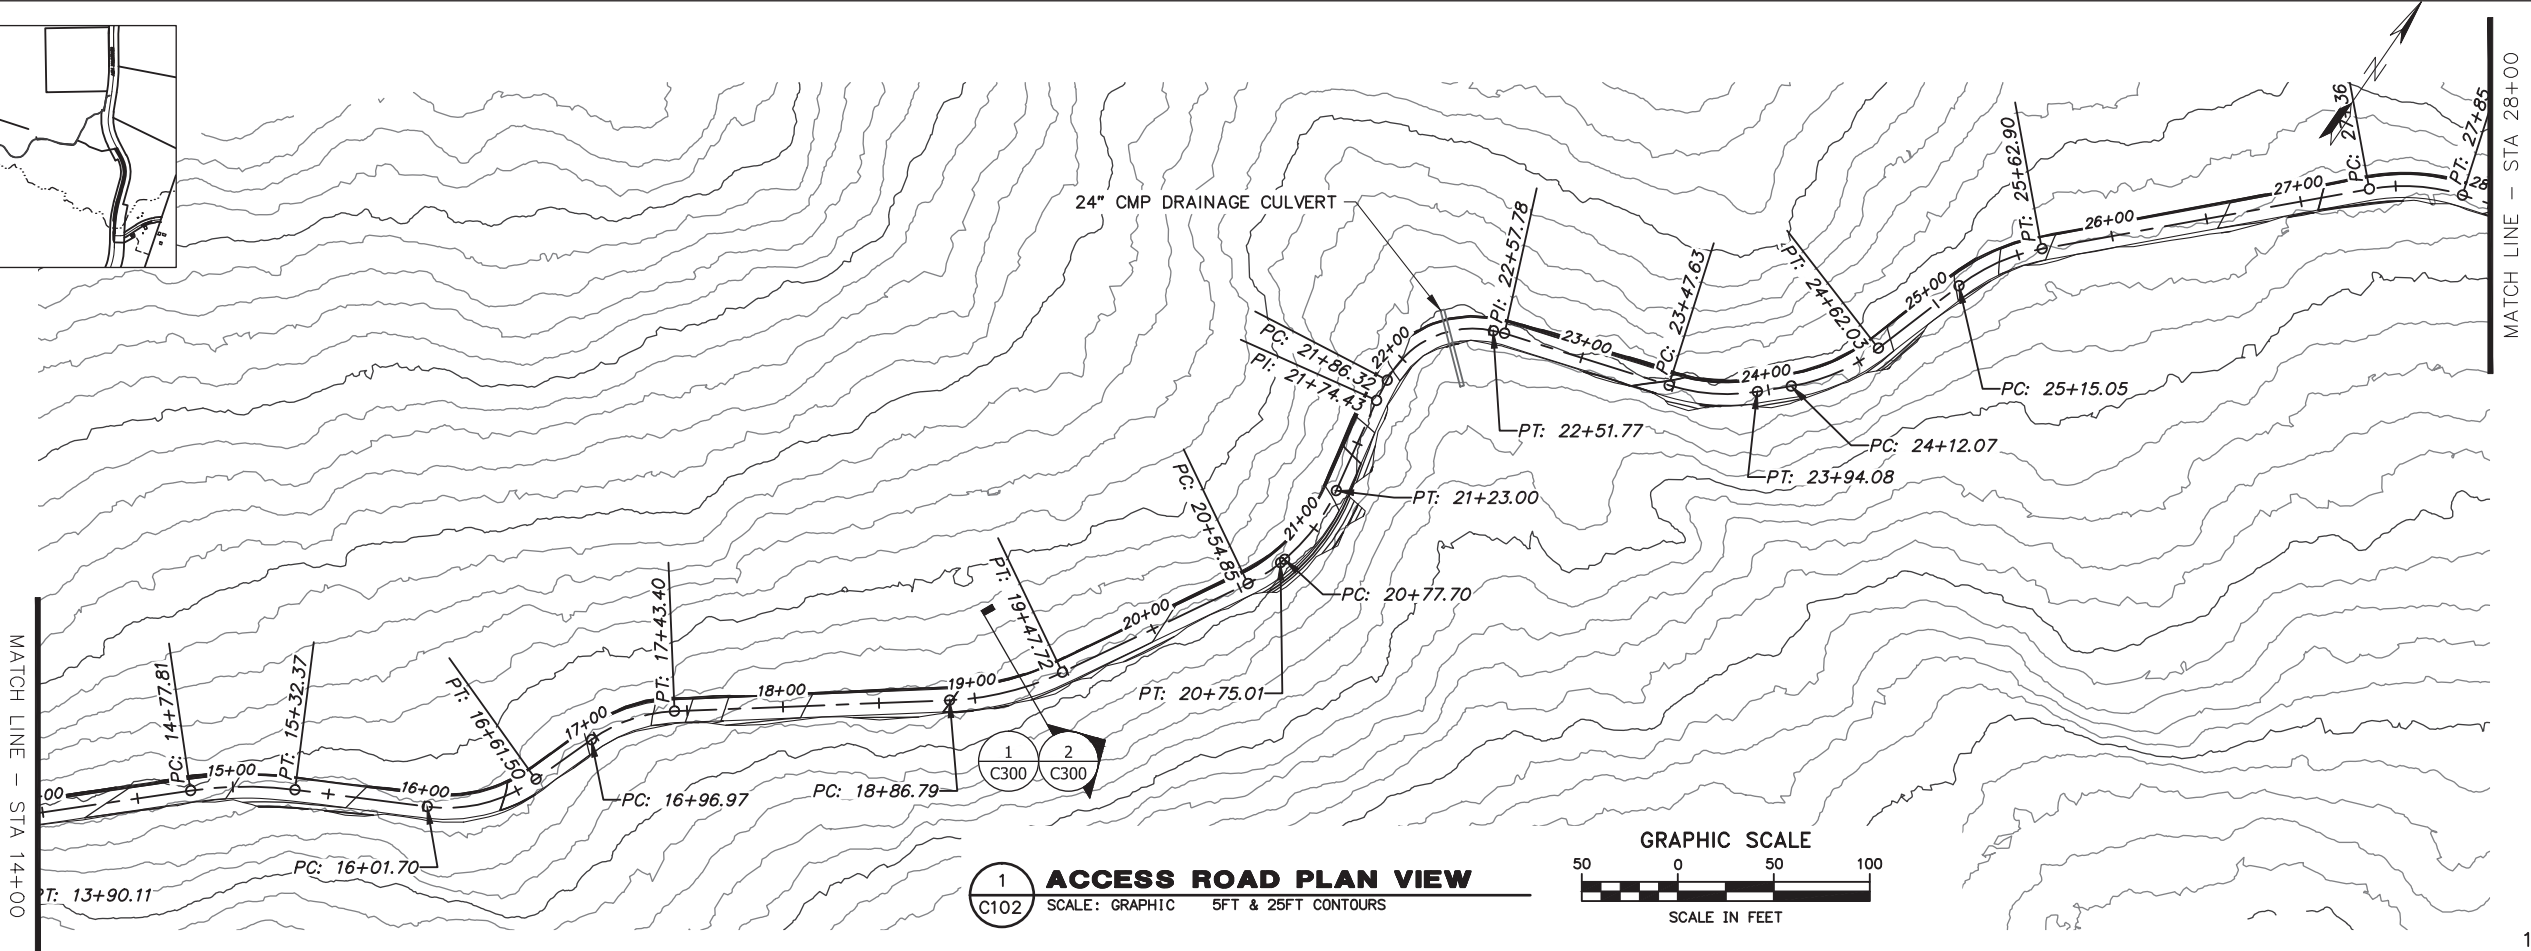 MATCH LINE – STA 14+00
00
PT: 13+90.11
PC: 14+77.81
15+00
PT: 15+32.37
16+00
PC: 16+01.70
PT: 16+61.50
17+00
PC: 16+96.97
PT: 17+43.40
18+00
PC: 18+86.79
19+00
1
C300
2
C300
PT: 19+47.72
20+00
PC: 20+54.85
PT: 20+75.01
PC: 20+77.70
21+00
PT: 21+23.00
PI: 21+74.43
PC: 21+86.32
22+00
24" CMP DRAINAGE CULVERT
PT: 22+51.77
PI: 22+57.78
23+00
PC: 23+47.63
PT: 23+94.08
24+00
PC: 24+12.07
PT: 24+62.03
25+00
PC: 25+15.05
PT: 25+62.90
26+00
27+00
PC:
PT: 27+85
28
MATCH LINE – STA 28+00
1
C102
ACCESS ROAD PLAN VIEW
SCALE: GRAPHIC 5FT & 25FT CONTOURS
GRAPHIC SCALE
50 0 50 100
SCALE IN FEET
1